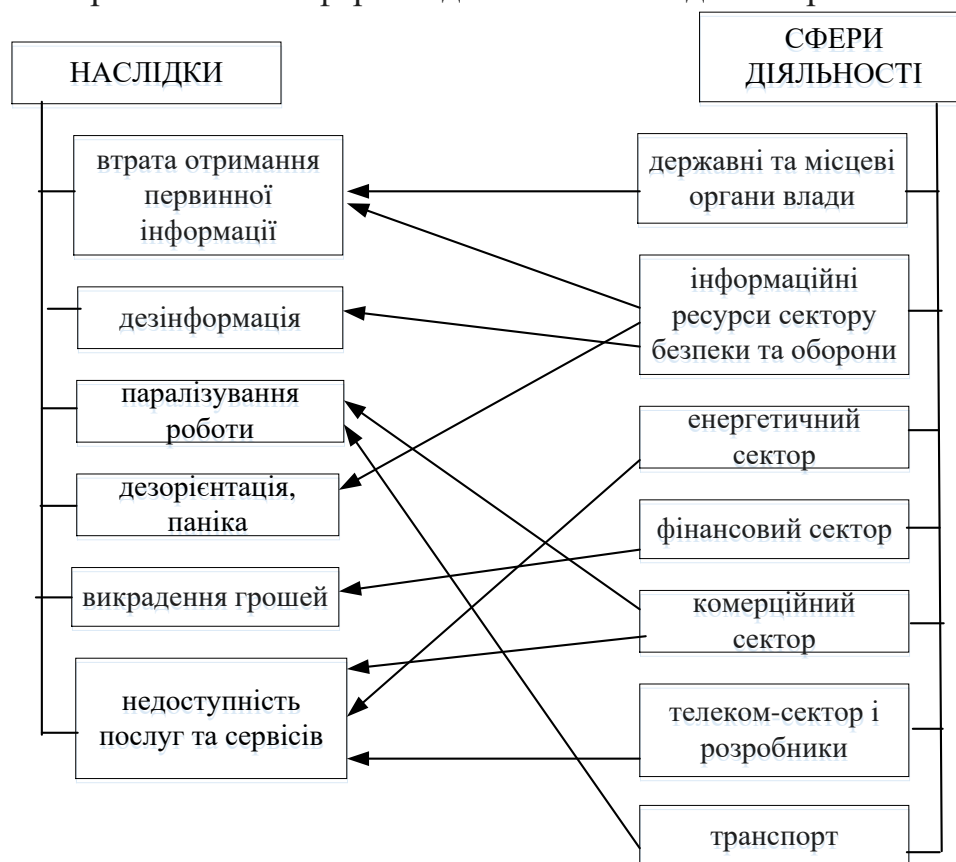 НАСЛІДКИ
втрата отримання
первинної
інформації
дезінформація
паралізування
роботи
дезорієнтація,
паніка
викрадення грошей
недоступність
послуг та сервісів
СФЕРИ
ДІЯЛЬНОСТІ
державні та місцеві
органи влади
інформаційні
ресурси сектору
безпеки та оборони
енергетичний
сектор
фінансовий сектор
комерційний
сектор
телеком-сектор і
розробники
транспорт